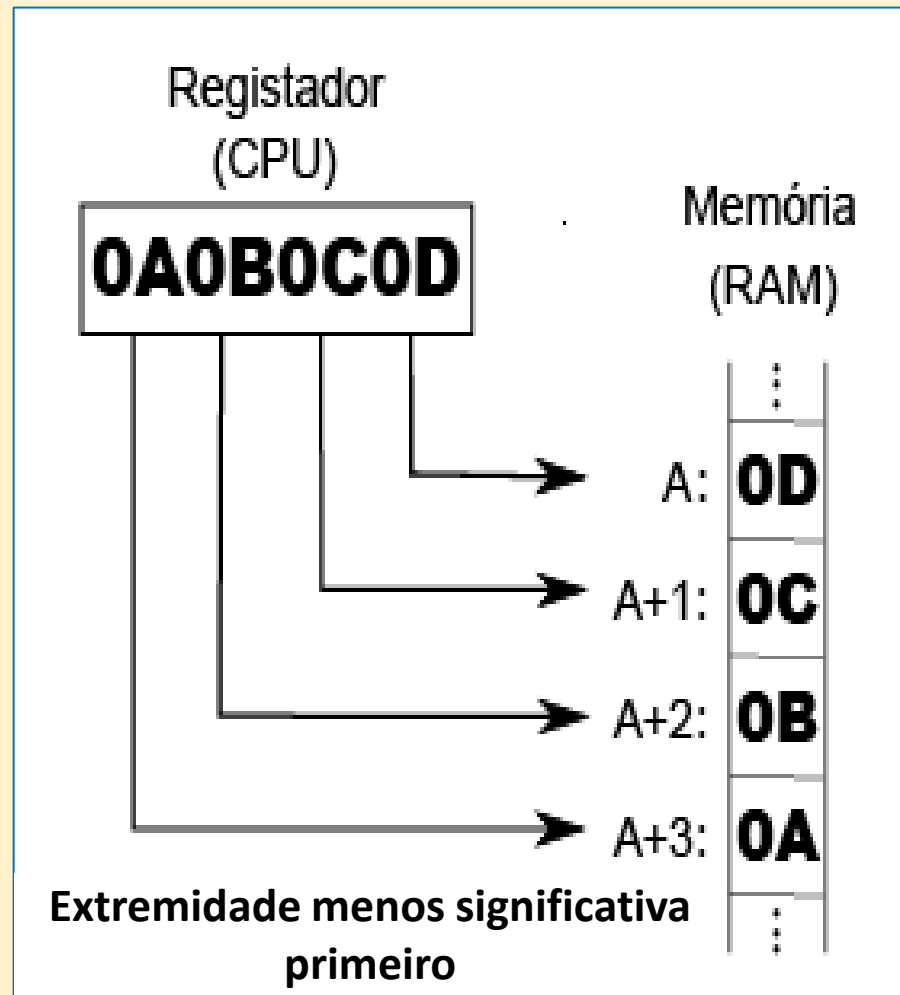 Registador
(CPU)
0A0B0C0D
Memória
(RAM)
A: 0D
A+1: 0C
A+2: 0B
A+3: 0A
Extremidade menos significativa
primeiro